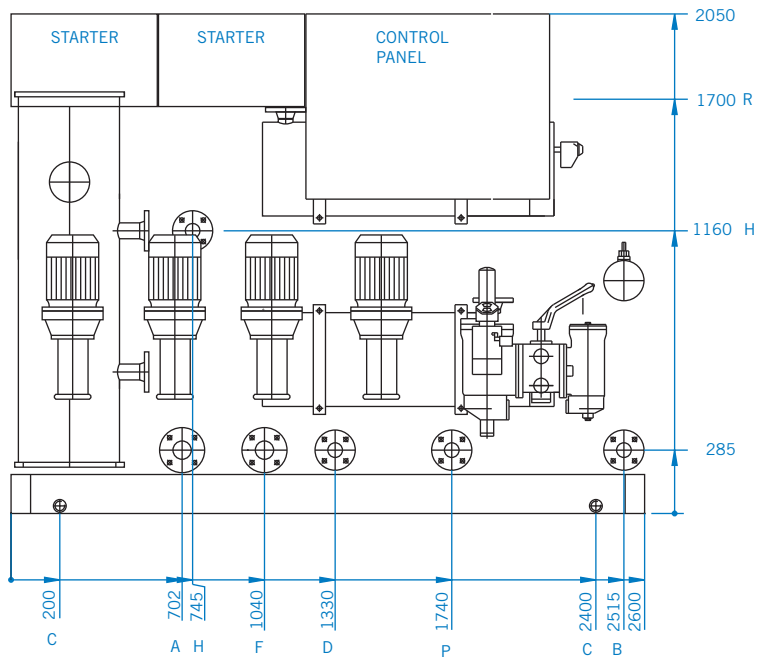 STARTER
STARTER
CONTROL
PANEL
2050
1700 R
1160 H
285
200
702
745
1040
1330
1740
2400
2515
2600
C
A
H
F
D
P
C
B